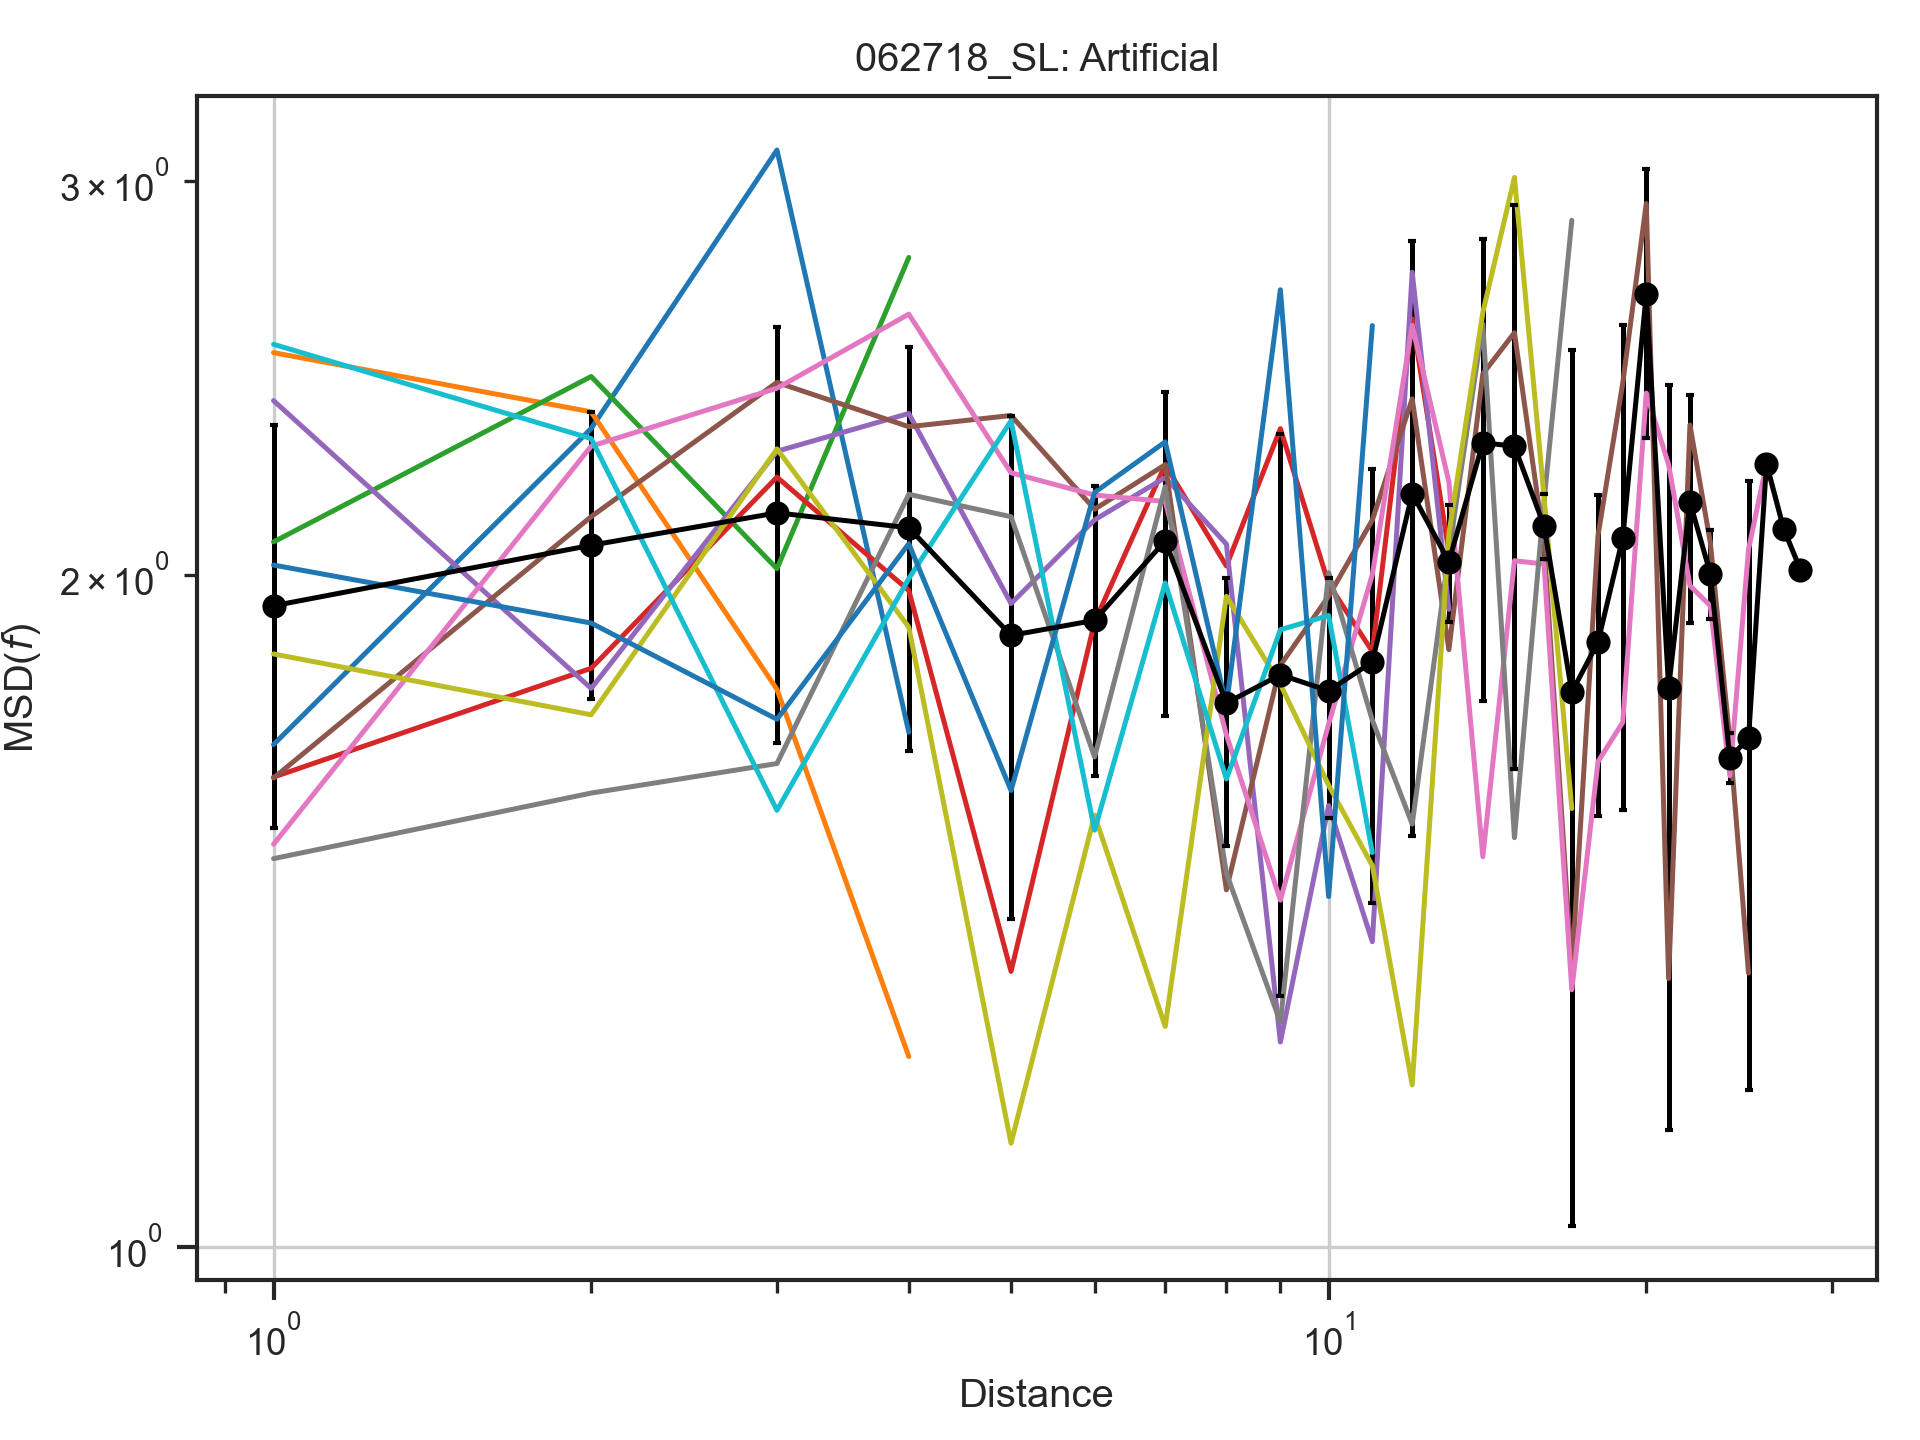 062718_SL: Artificial
3 × 10⁰
2 × 10⁰
10⁰
MSD(f)
10⁰ 10¹
Distance